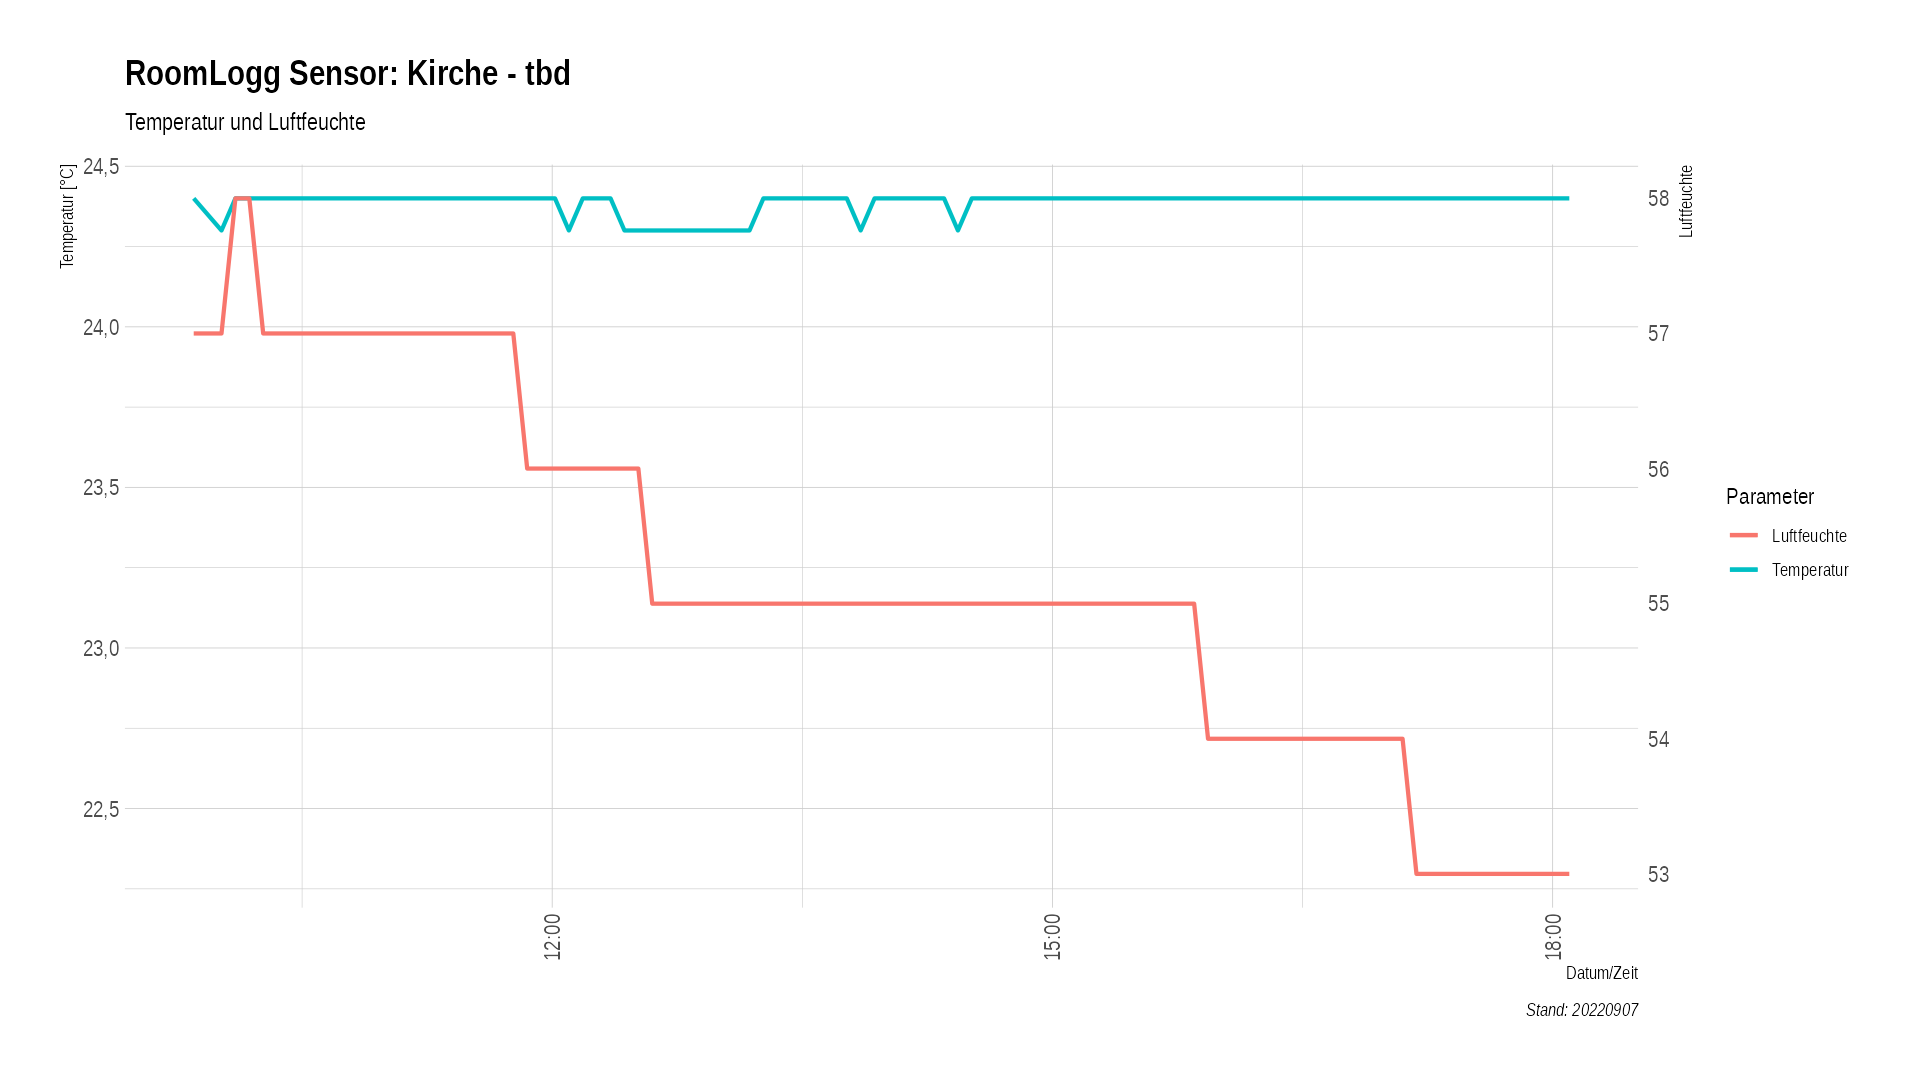 RoomLogg Sensor: Kirche - tbd
Temperatur und Luftfeuchte
Temperatur [°C]
24,5
24,0
23,5
23,0
22,5
Luftfeuchte
58
57
56
55
54
53
Parameter
Luftfeuchte
Temperatur
12:00
15:00
18:00
Datum/Zeit
Stand: 20220907